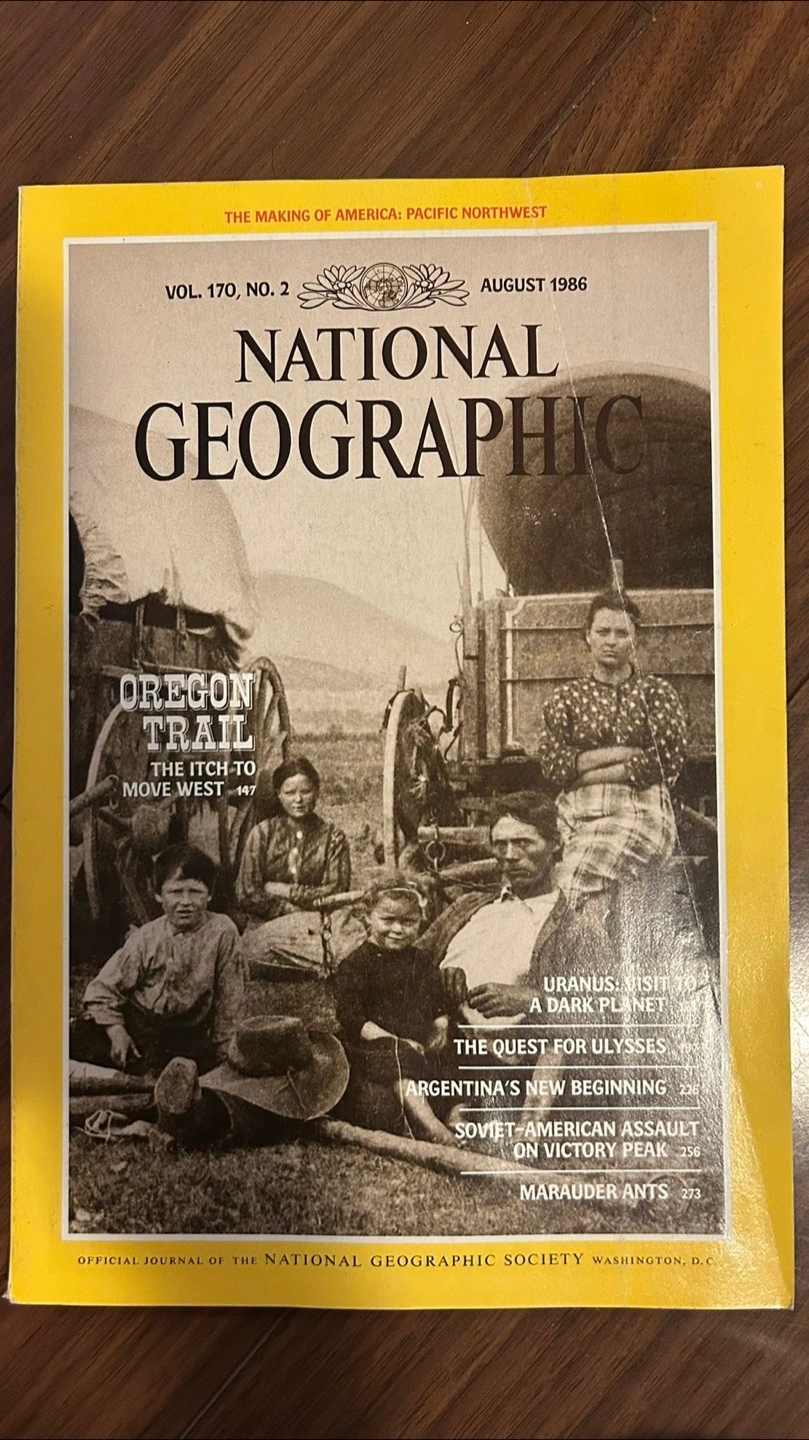 THE MAKING OF AMERICA: PACIFIC NORTHWEST
VOL. 170, NO. 2
AUGUST 1986
NATIONAL
GEOGRAPHIC
OREGON
TRAIL
THE ITCH TO
MOVE WEST 147
URANUS: VISIT TO
A DARK PLANET
THE QUEST FOR ULYSSES
ARGENTINA'S NEW BEGINNING 226
SOVIET-AMERICAN ASSAULT
ON VICTORY PEAK 256
MARAUDER ANTS 273
OFFICIAL JOURNAL OF THE NATIONAL GEOGRAPHIC SOCIETY WASHINGTON, D.C.